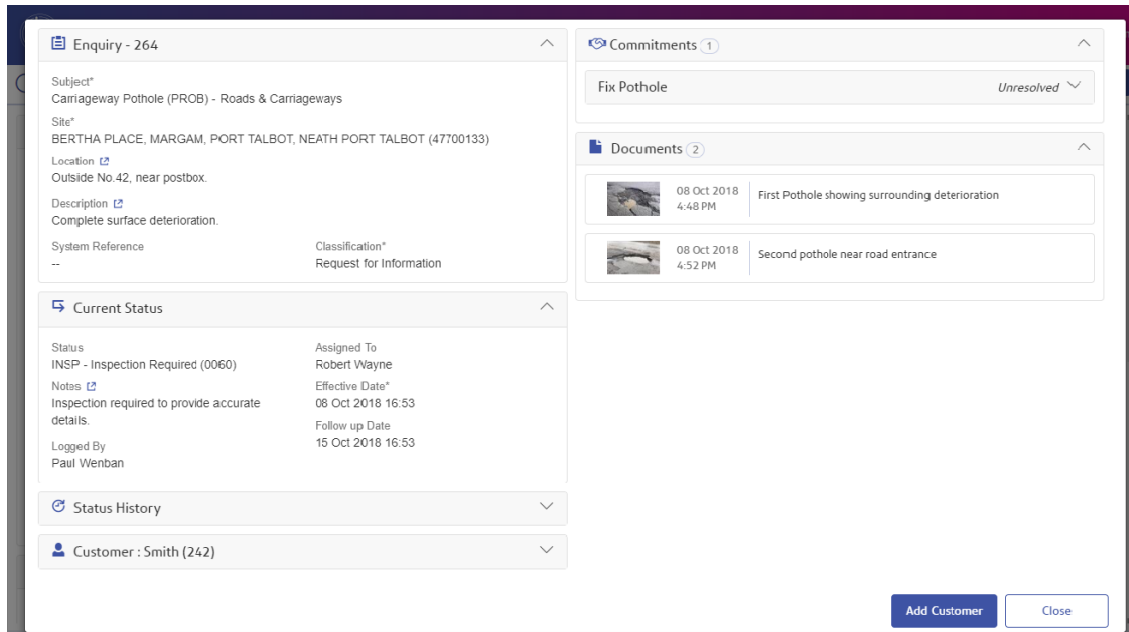 Enquiry - 264
Subject*
Carriageway Pothole (PROB) - Roads & Carriageways
Site*
BERTHA PLACE, MARGAM, PORT TALBOT, NEATH PORT TALBOT (47700133)
Location
Outside No.42, near postbox.
Description
Complete surface deterioration.
System Reference
--
Classification*
Request for Information
Current Status
Status
INSP - Inspection Required (0060)
Assigned To
Robert Wayne
Notes
Inspection required to provide accurate
details.
Effective Date*
08 Oct 2018 16:53
Follow up Date
15 Oct 2018 16:53
Logged By
Paul Wenban
Status History
Customer : Smith (242)
Commitments 1
Fix Pothole Unresolved
Documents 2
08 Oct 2018
4:48 PM
First Pothole showing surrounding deterioration
08 Oct 2018
4:52 PM
Second pothole near road entrance
Add Customer Close